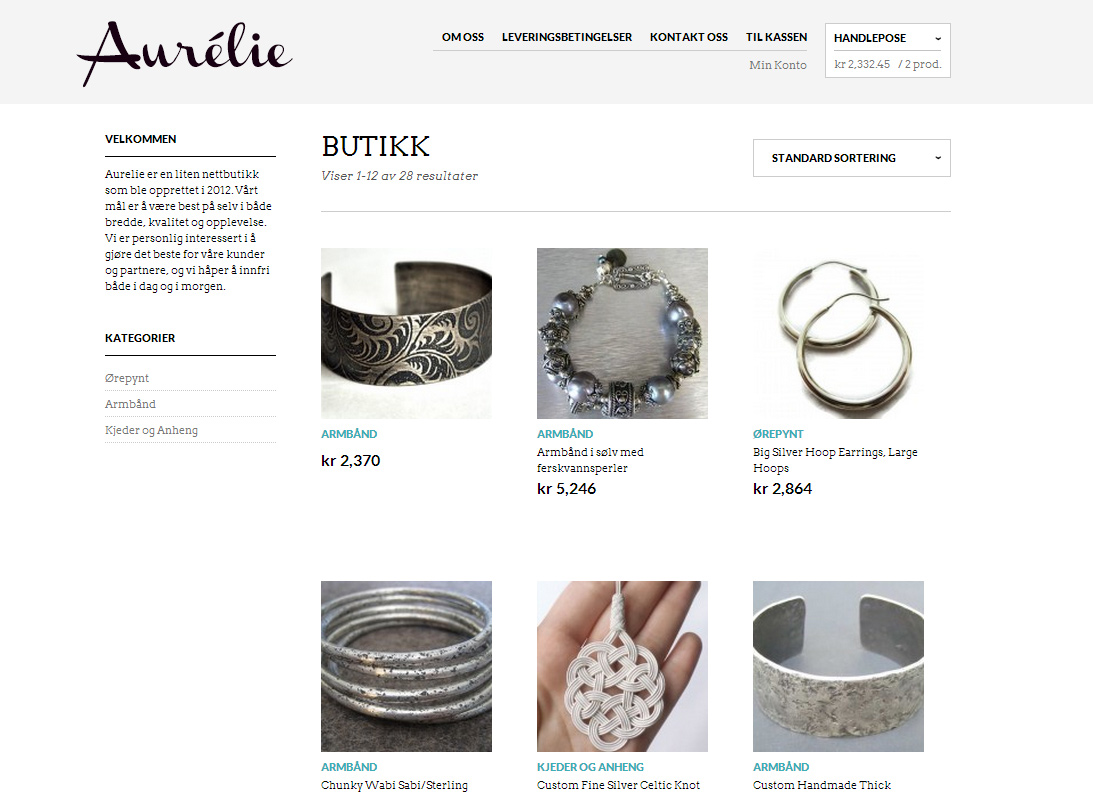 Aurélie
OM OSS LEVERINGSBETINGELSER KONTAKT OSS TIL KASSEN
Min Konto
HANDLEPOSE
kr 2,332.45 / 2 prod.
VELKOMMEN
Aurelie er en liten nettbutikk
som ble opprettet i 2012. Vårt
mål er å være best på selv i både
bredde, kvalitet og opplevelse.
Vi er personlig interessert i å
gjøre det beste for våre kunder
og partnere, og vi håper å innfri
både i dag og i morgen.
KATEGORIER
Ørepynt
Armbånd
Kjeder og Anheng
BUTIKK
Viser 1-12 av 28 resultater
STANDARD SORTERING
ARMBÅND
kr 2,370
ARMBÅND
Armbånd i sølv med
ferskvannsperler
kr 5,246
ØREPYNT
Big Silver Hoop Earrings, Large
Hoops
kr 2,864
ARMBÅND
Chunky Wabi Sabi/Sterling
KJEDER OG ANHENG
Custom Fine Silver Celtic Knot
ARMBÅND
Custom Handmade Thick